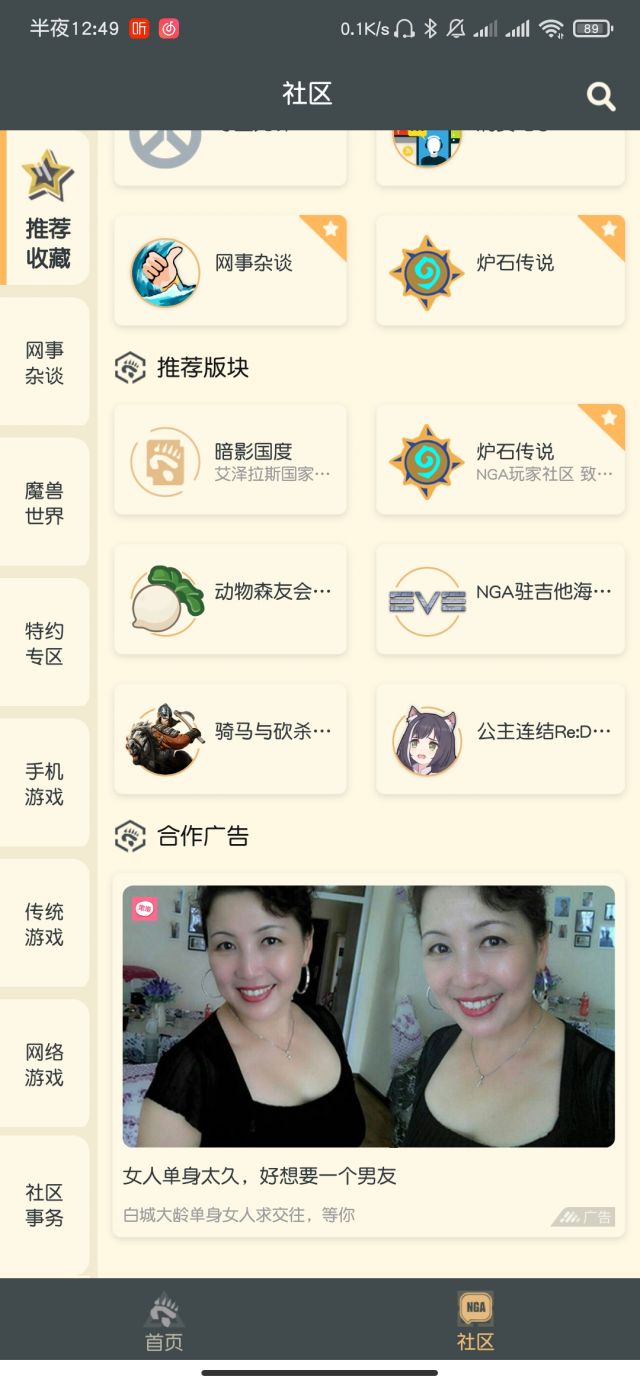 半夜12:49
听
0.1K/s
89
社区
推荐
收藏
网事杂谈
炉石传说
网事
杂谈
推荐版块
暗影国度
艾泽拉斯国家…
炉石传说
NGA玩家社区 致…
魔兽
世界
动物森友会…
NGA驻吉他海…
EVE
特约
专区
骑马与砍杀…
公主连结Re:D…
手机
游戏
合作广告
传统
游戏
网络
游戏
女人单身太久，好想要一个男友
白城大龄单身女人求交往，等你
广告
社区
事务
首页
NGA
社区